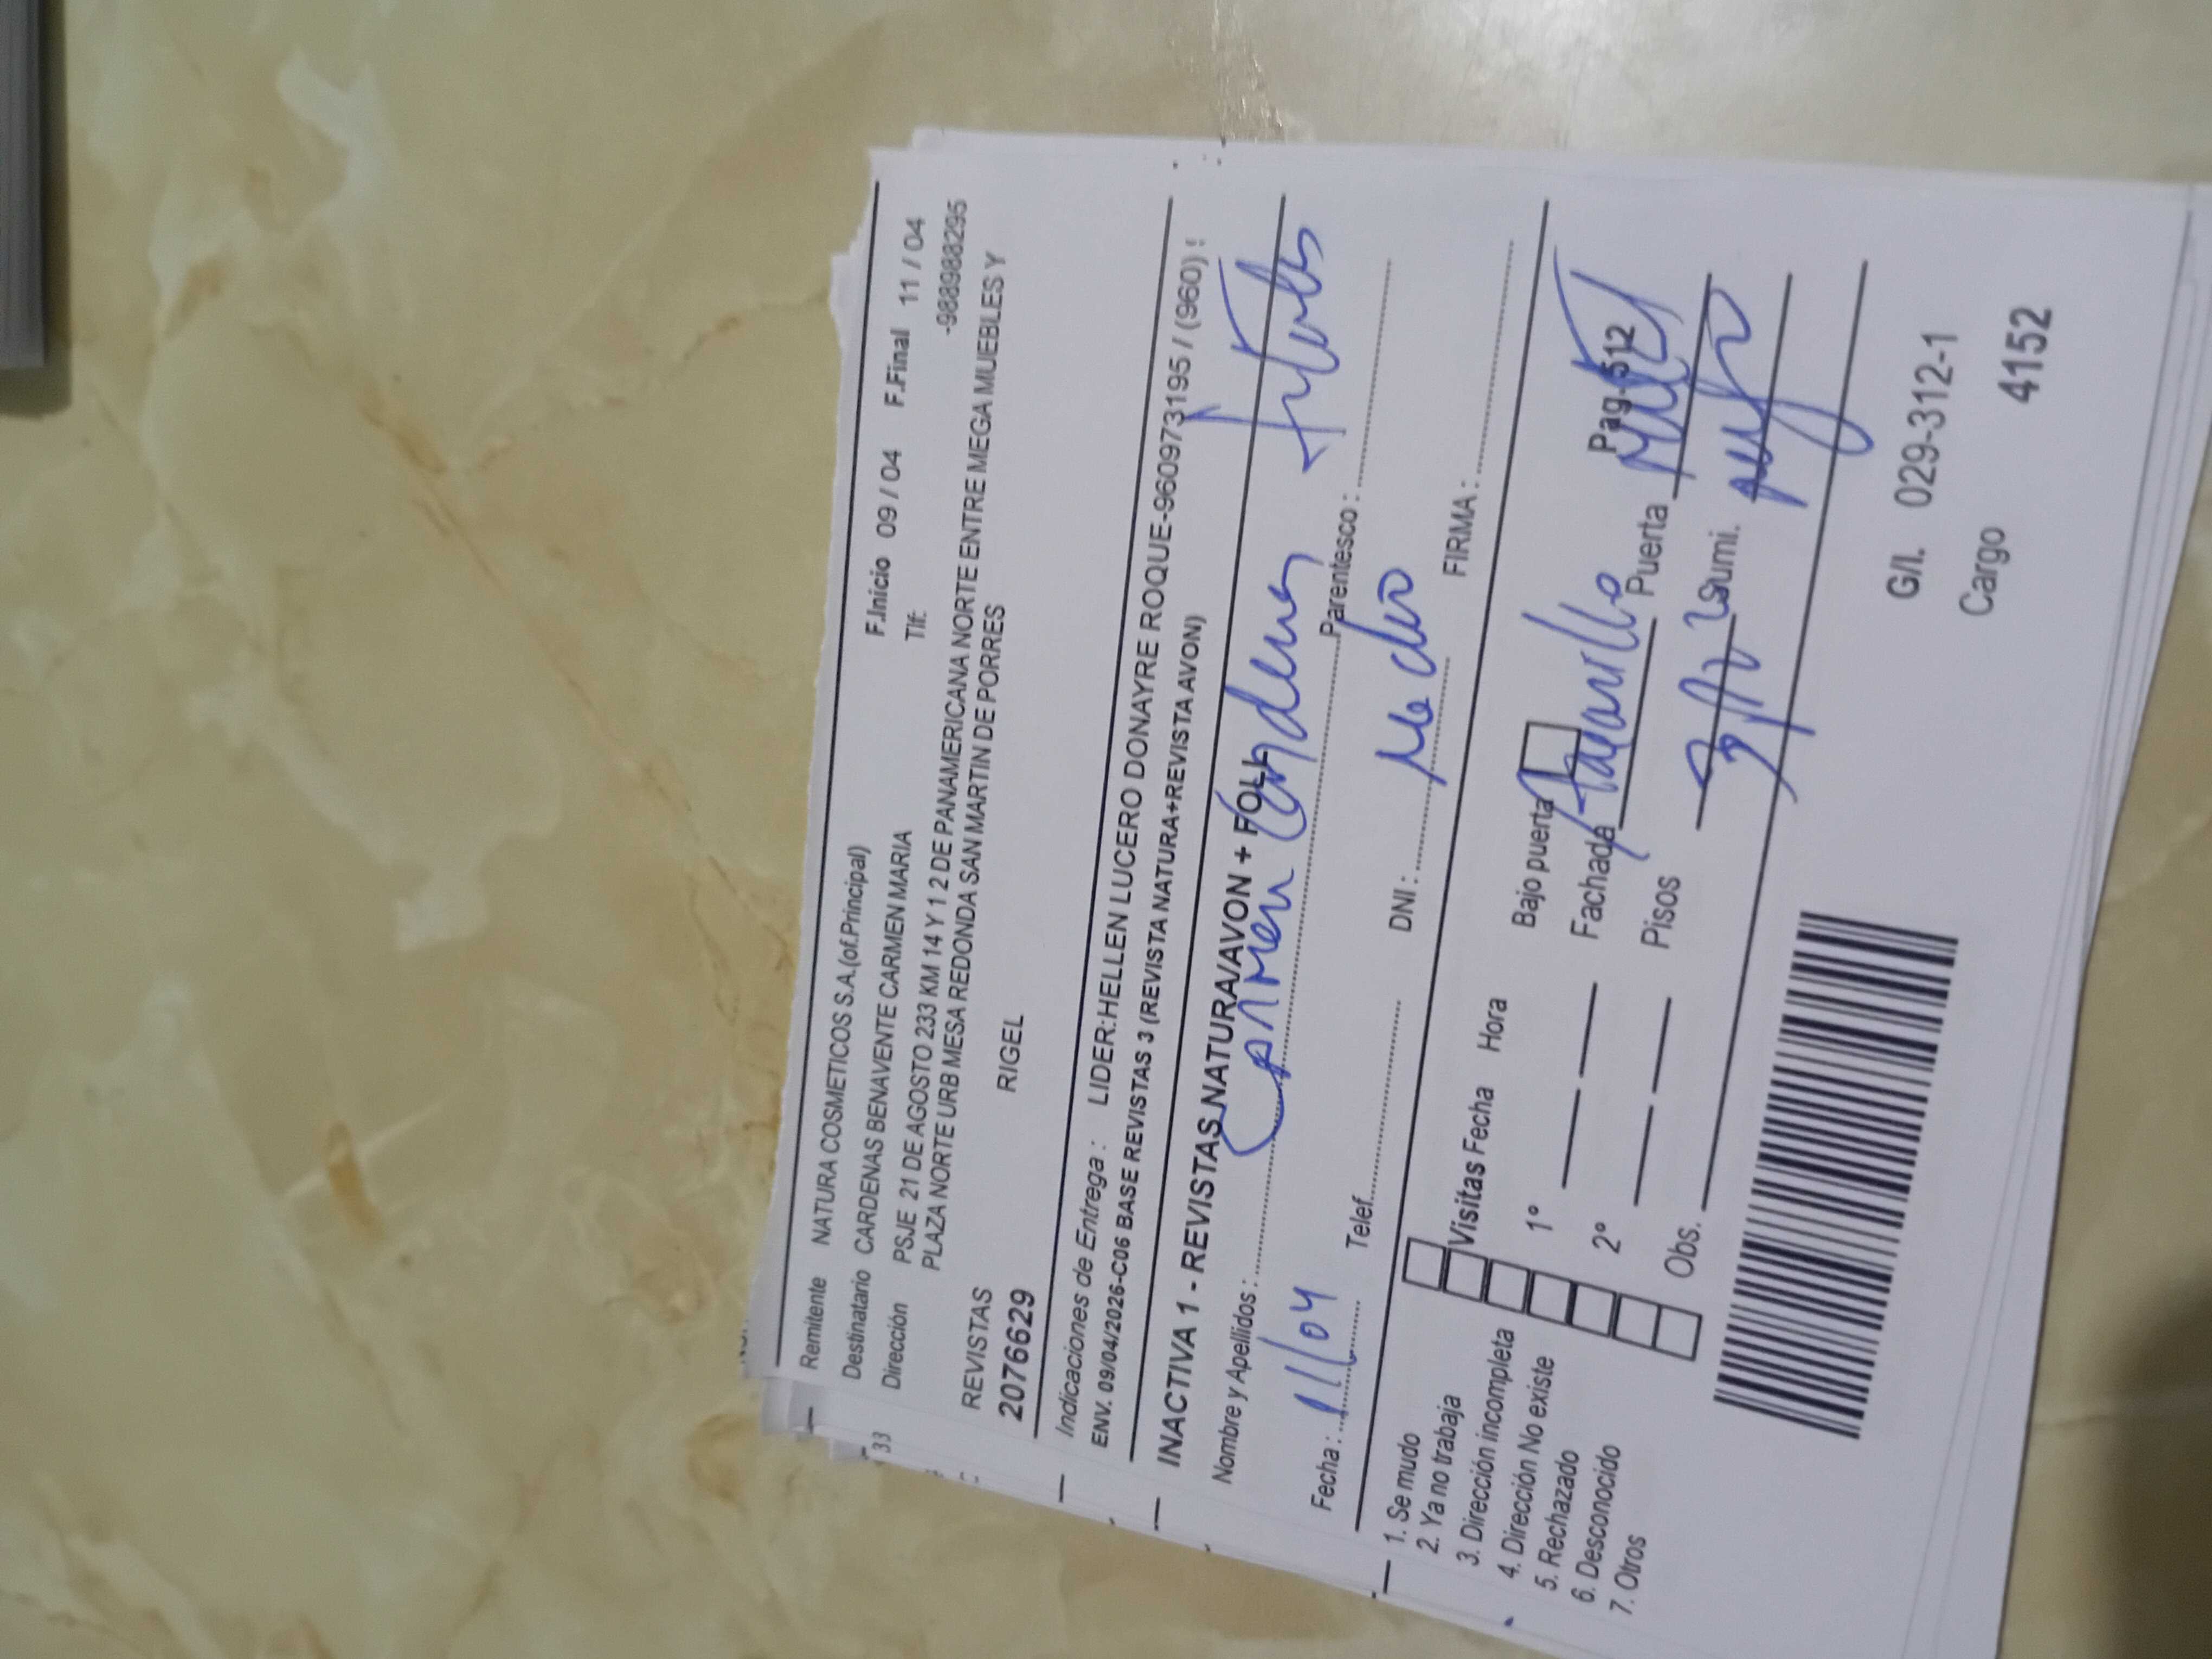 Remitente NATURA COSMETICOS S.A.(of.Principal) F.Inicio 09 / 04 F.Final 11 / 04
Destinatario CARDENAS BENAVENTE CARMEN MARIA Tlf: -988988295
Dirección PSJE 21 DE AGOSTO 233 KM 14 Y 1 2 DE PANAMERICANA NORTE ENTRE MEGA MUEBLES Y
PLAZA NORTE URB MESA REDONDA SAN MARTIN DE PORRES
33
REVISTAS RIGEL
2076629
Indicaciones de Entrega : LIDER:HELLEN LUCERO DONAYRE ROQUE-960973195 / (960)
ENV. 09/04/2026-C06 BASE REVISTAS 3 (REVISTA NATURA+REVISTA AVON)
INACTIVA 1 - REVISTAS NATURA/AVON + FOLL
Nombre y Apellidos : Carmen Cardenas
Parentesco :
Fecha : 11/04 Telef. DNI : FIRMA :
1. Se mudo
2. Ya no trabaja
3. Dirección incompleta
4. Dirección No existe
5. Rechazado
6. Desconocido
7. Otros
Visitas Fecha Hora
1°
2°
Obs.
Bajo puerta Pag-512
Fachada Puerta
Pisos Sumi.
G/I. 029-312-1
Cargo 4152